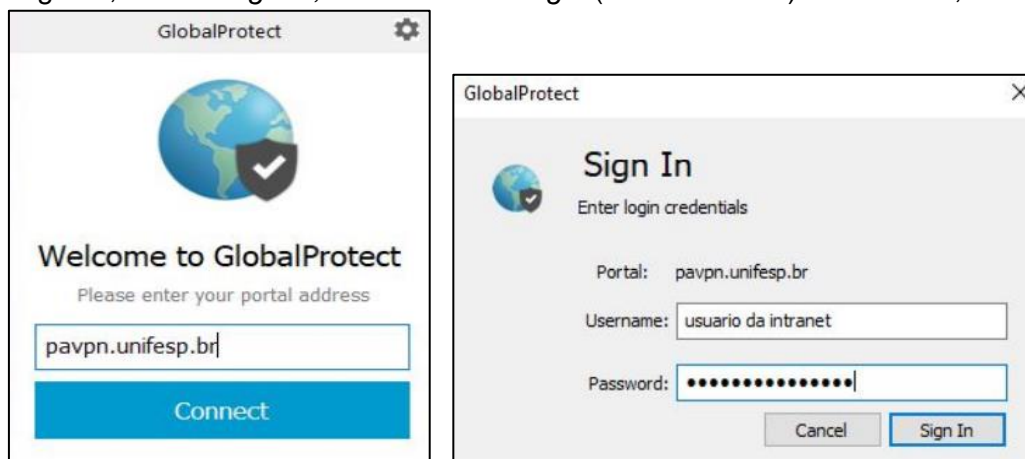 GlobalProtect
Welcome to GlobalProtect
Please enter your portal address
pavpn.unifesp.br
Connect
GlobalProtect
Sign In
Enter login credentials
Portal: pavpn.unifesp.br
Username: usuario da intranet
Password: •••••••••••••••
Cancel Sign In